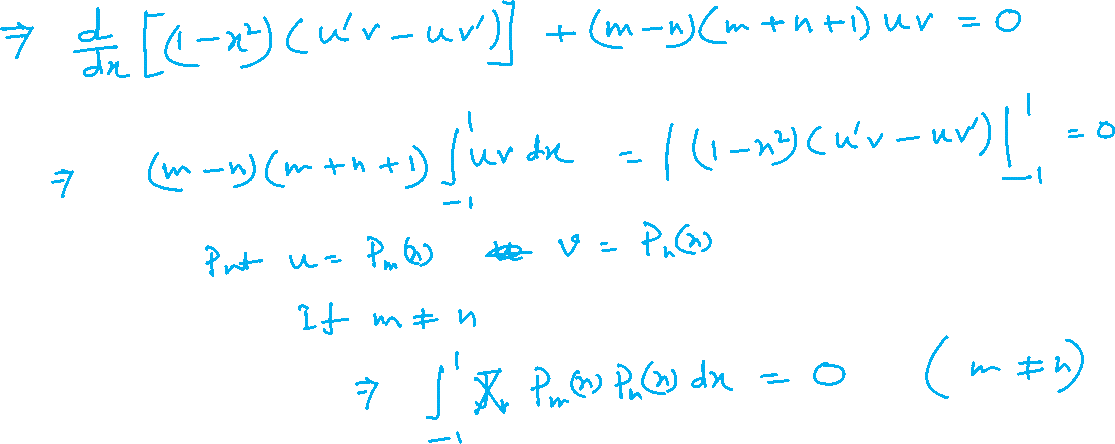 ⇒ d/dx [(1-x²)(u'v - uv')] + (m-n)(m+n+1) uv = 0
⇒ (m-n)(m+n+1) ∫₋₁¹ uv dx = |(1-x²)(u'v - uv')|₋₁¹ = 0
Put u = Pₘ(x) v = Pₙ(x)
If m ≠ n
⇒ ∫₋₁¹ Pₘ(x) Pₙ(x) dx = 0 (m ≠ n)